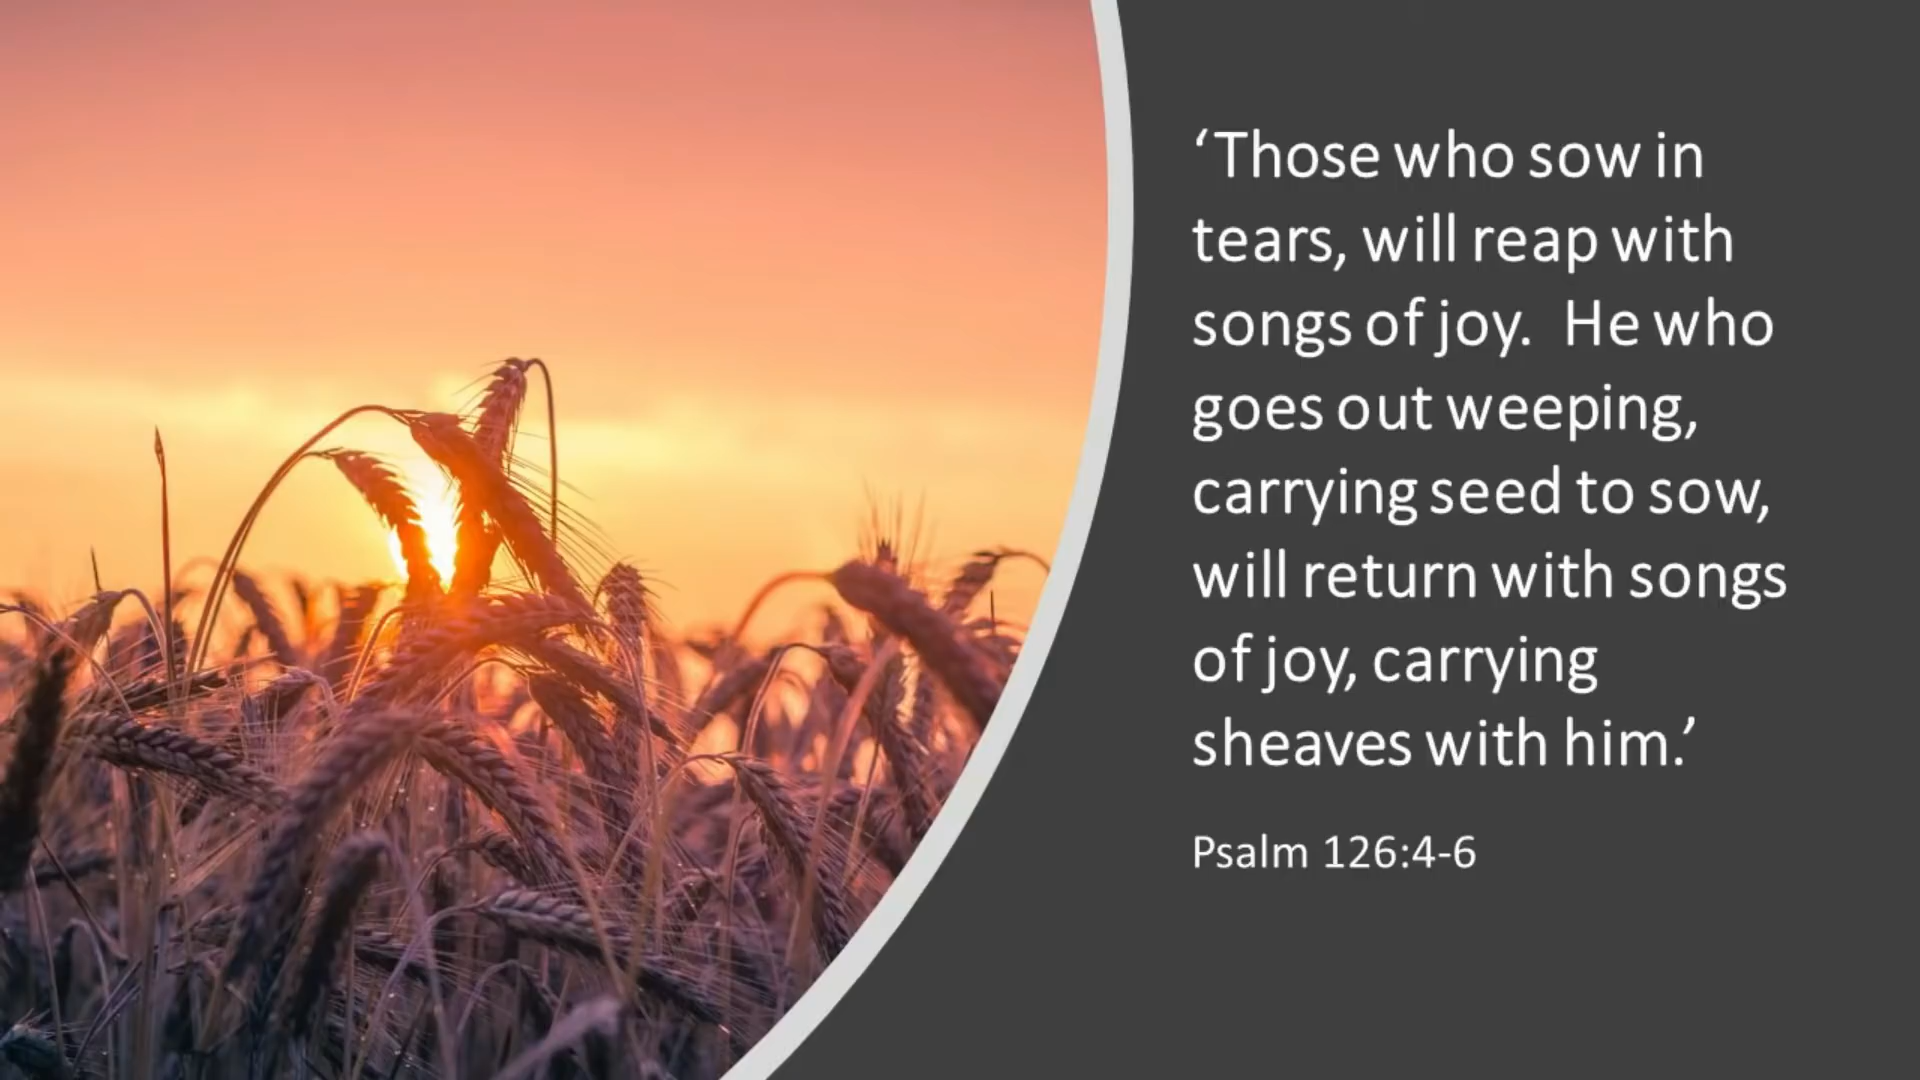 ‘Those who sow in
tears, will reap with
songs of joy.  He who
goes out weeping,
carrying seed to sow,
will return with songs
of joy, carrying
sheaves with him.’
Psalm 126:4-6